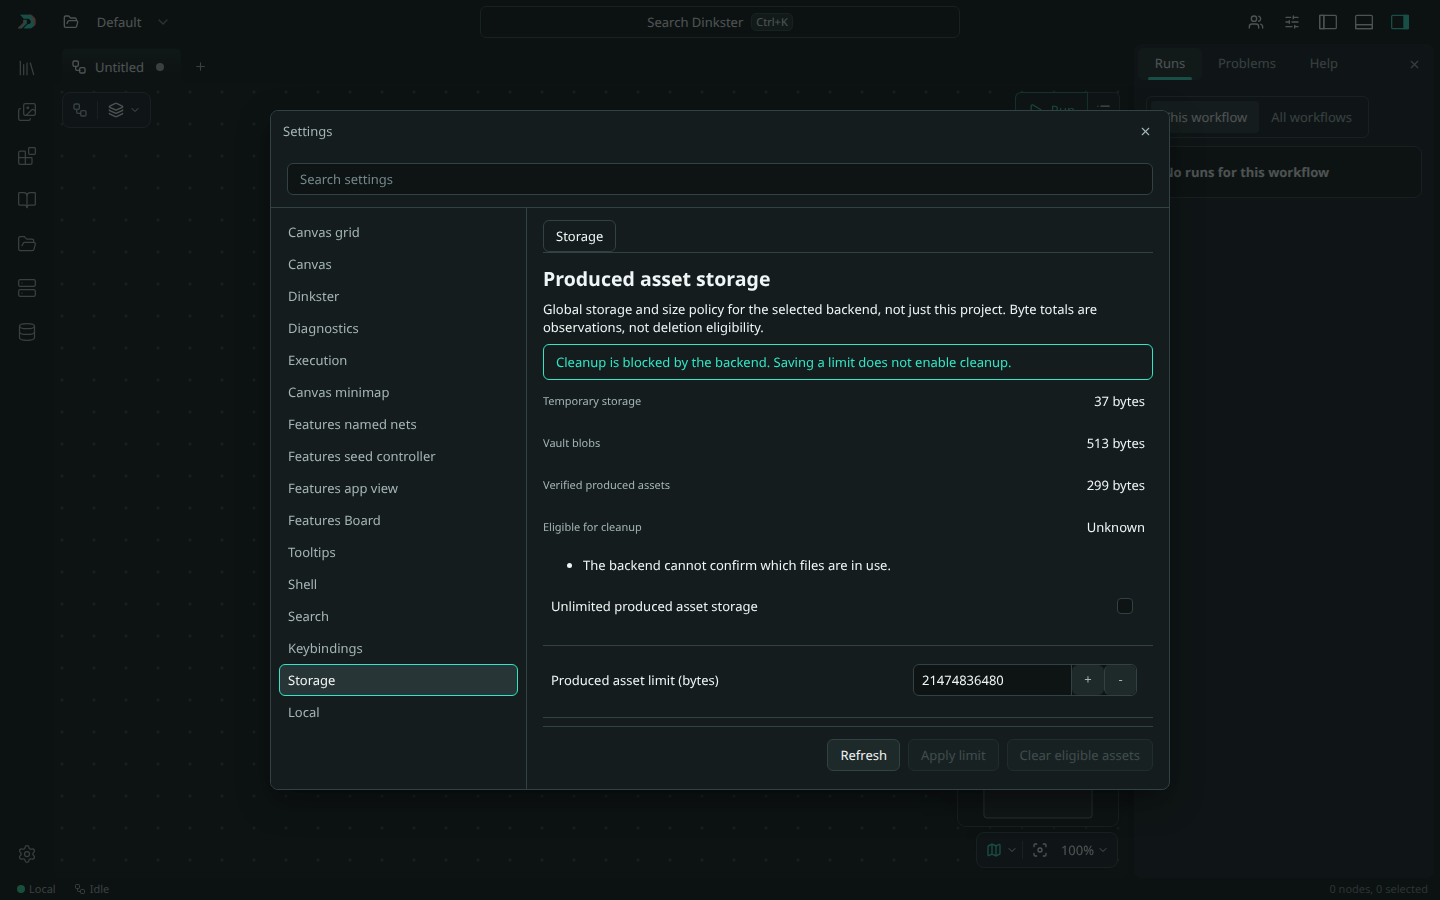 Default
Search Dinkster Ctrl+K
Untitled
Runs
Problems
Help
Run
This workflow
All workflows
No runs for this workflow
Settings
Search settings
Canvas grid
Canvas
Dinkster
Diagnostics
Execution
Canvas minimap
Features named nets
Features seed controller
Features app view
Features Board
Tooltips
Shell
Search
Keybindings
Storage
Local
Storage
Produced asset storage
Global storage and size policy for the selected backend, not just this project. Byte totals are
observations, not deletion eligibility.
Cleanup is blocked by the backend. Saving a limit does not enable cleanup.
Temporary storage 37 bytes
Vault blobs 513 bytes
Verified produced assets 299 bytes
Eligible for cleanup Unknown
• The backend cannot confirm which files are in use.
Unlimited produced asset storage
Produced asset limit (bytes) 21474836480 + -
Refresh
Apply limit
Clear eligible assets
100%
Local
Idle
0 nodes, 0 selected